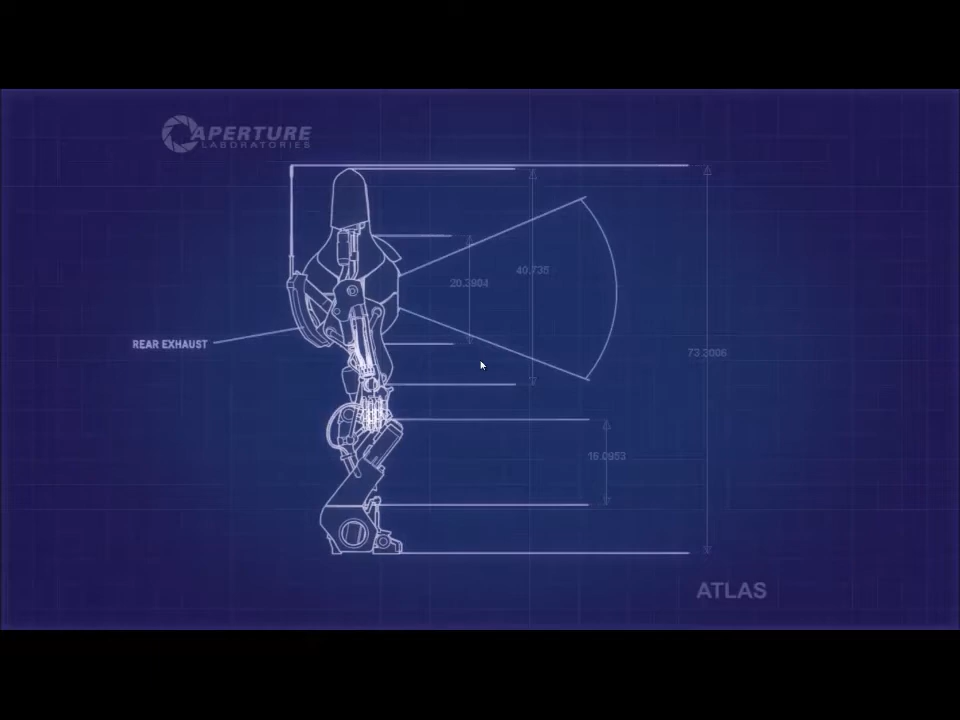 APERTURE
LABORATORIES
40.735
20.3904
REAR EXHAUST
73.3006
16.0953
ATLAS